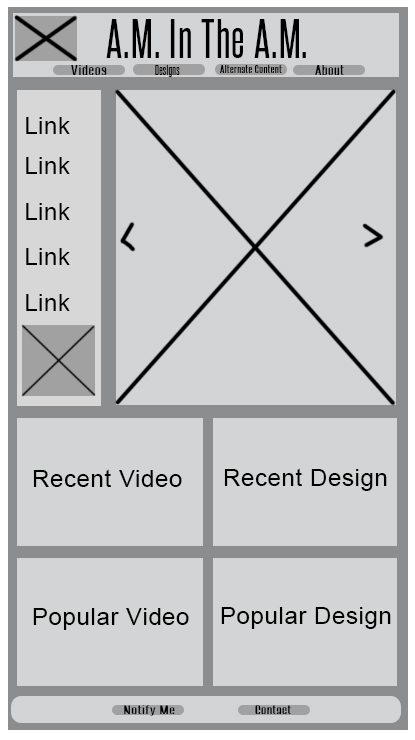 A.M. In The A.M.
Videos Designs Alternate Content About
Link
Link
Link
Link
Link
< >
Recent Video Recent Design
Popular Video Popular Design
Notify Me Contact